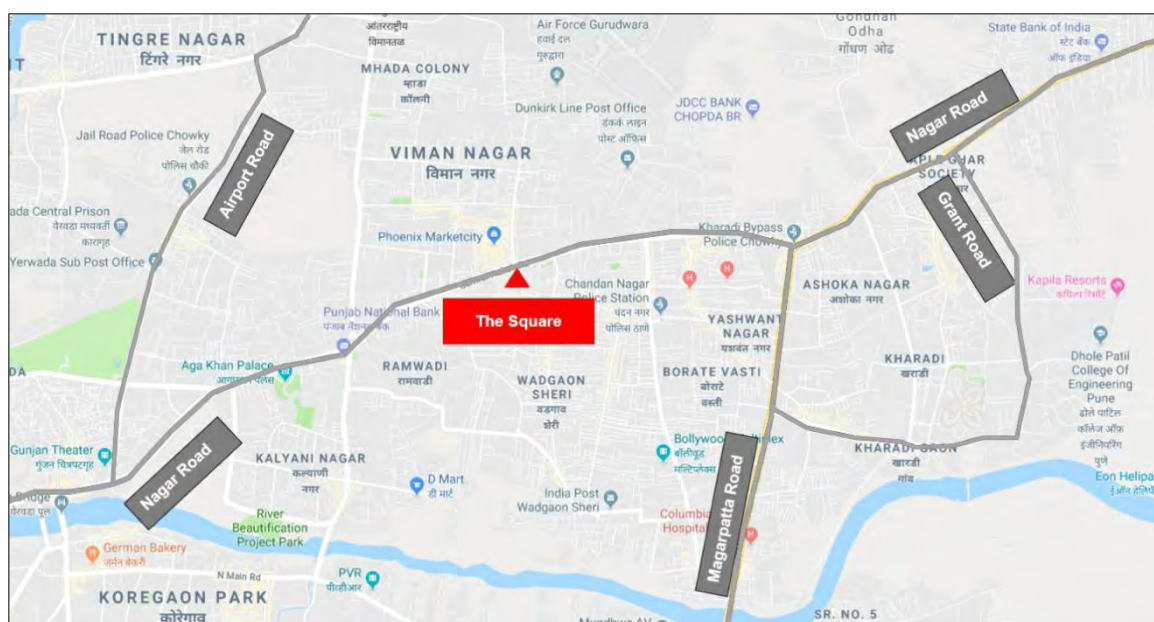 आंतरराष्ट्रीय
विमानतळ
TINGRE NAGAR
टिंगरे नगर
MHADA COLONY
म्हाडा
कॉलनी
Air Force Gurudwara
हवाई दल
गुरुद्वारा
Gondhan
Odha
गोंधण ओढ
State Bank of India
स्टेट बँक
ऑफ इंडिया
Dunkirk Line Post Office
डंकर्क लाइन
पोस्ट ऑफिस
JDCC BANK
CHOPDA BR
Nagar Road
Jail Road Police Chowky
जेल रोड
पोलिस चौकी
Airport Road
VIMAN NAGAR
विमान नगर
SOCIETY
Grant Road
Central Prison
येरवडा मध्यवर्ती
कारागृह
Yerwada Sub Post Office
Phoenix Marketcity
Kharadi Bypass
Police Chowky
Chandan Nagar
Police Station
चंदन नगर
पोलिस ठाणे
The Square
ASHOKA NAGAR
अशोका नगर
Kapila Resorts
कपिला रिसॉर्ट
Punjab National Bank
पंजाब नॅशनल बँक
YASHWANT
NAGAR
यशवंत नगर
Aga Khan Palace
RAMWADI
रामवाडी
WADGAON
SHERI
वडगाव
शेरी
BORATE VASTI
बोराटे
वस्ती
KHARADI
खराडी
Dhole Patil
College Of
Engineering
Pune
ढोले पाटिल
कॉलेज ऑफ
इंजीनियरिंग
पुणे
Gunjan Theater
गुंजन चित्रपटगृह
Nagar Road
KALYANI NAGAR
कल्याणी
नगर
D Mart
डी मार्ट
बॉलीवूड
मल्टिप्लेक्स
Magarpatta Road
KHARADI GAON
खारडी
गांव
Eon Helipa
India Post
Wadgaon Sheri
Hospital
River
Beautification
Project Park
German Bakery
जर्मन बेकरी
N Main Rd
PVR
पीव्हीआर
KOREGAON PARK
कोरेगाव
SR. NO. 5